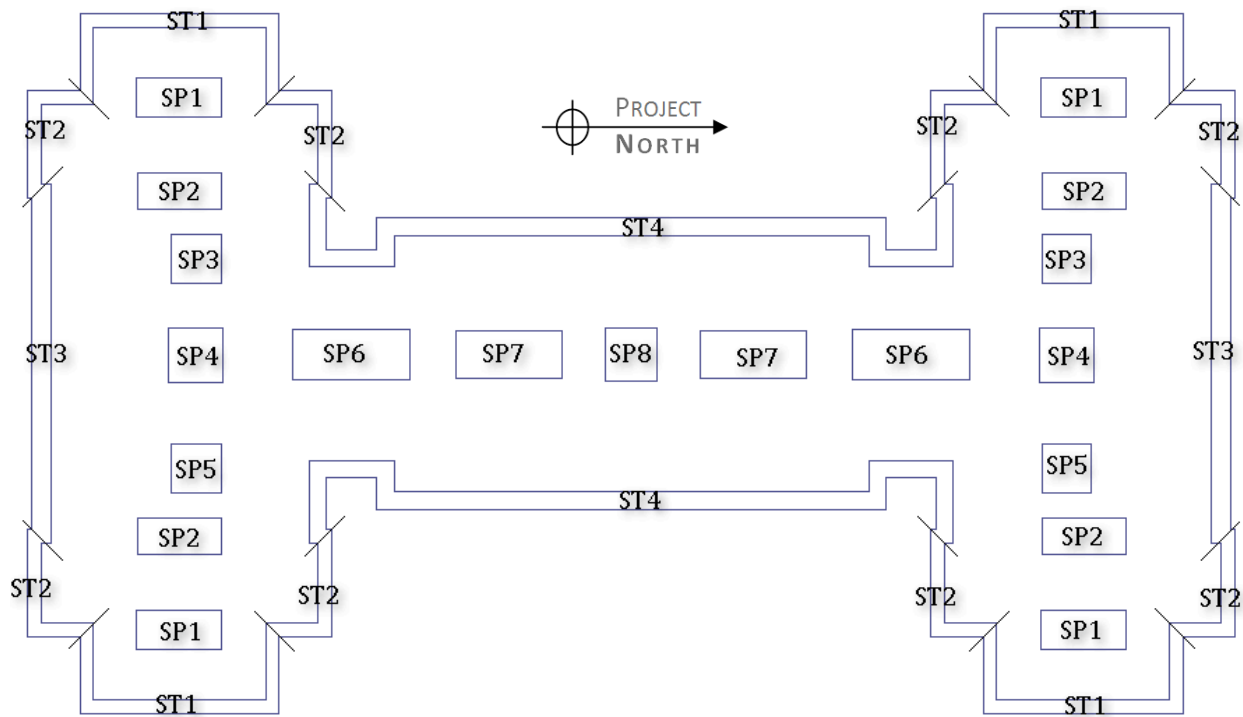 ST1 ST1
SP1 PROJECT SP1
ST2 ST2 NORTH ST2 ST2
SP2 SP2
ST4
SP3 SP3
ST3 SP4 SP6 SP7 SP8 SP7 SP6 SP4 ST3
SP5 SP5
ST4
SP2 SP2
ST2 ST2 ST2 ST2
SP1 SP1
ST1 ST1